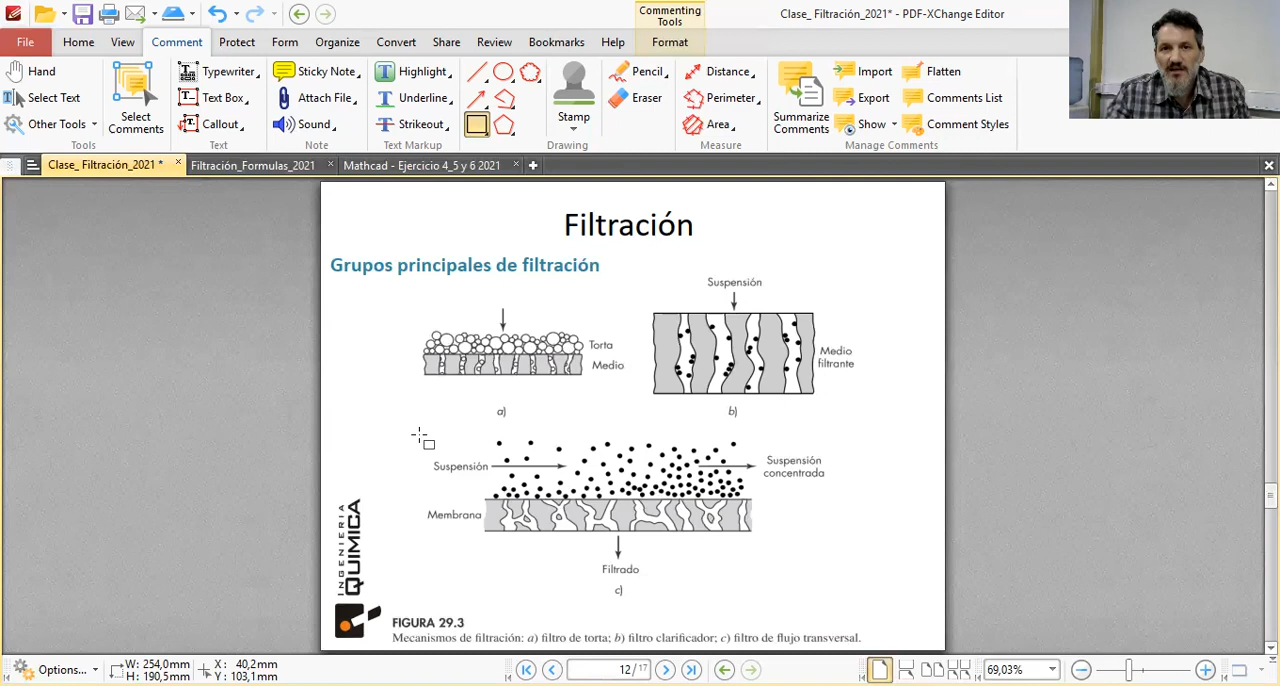 Commenting
Tools
Clase_ Filtración_2021* - PDF-XChange Editor
File Home View Comment Protect Form Organize Convert Share Review Bookmarks Help Format
Hand
Select Text
Other Tools
Select
Comments
Tools
Typewriter
Text Box
Callout
Text
Sticky Note
Attach File
Sound
Note
Highlight
Underline
Strikeout
Text Markup
Stamp
Drawing
Pencil
Eraser
Distance
Perimeter
Area
Measure
Summarize
Comments
Import
Export
Show
Flatten
Comments List
Comment Styles
Manage Comments
Clase_ Filtración_2021 * Filtración_Formulas_2021 Mathcad - Ejercicio 4_5 y 6 2021
Filtración
Grupos principales de filtración
Torta
Medio
a)
Suspensión
Medio
filtrante
b)
Suspensión
Suspensión
concentrada
Membrana
Filtrado
c)
INGENIERIA
QUIMICA
FIGURA 29.3
Mecanismos de filtración: a) filtro de torta; b) filtro clarificador; c) filtro de flujo transversal.
Options...
W: 254,0mm
H: 190,5mm
X: 40,2mm
Y: 103,1mm
12/17
69,03%